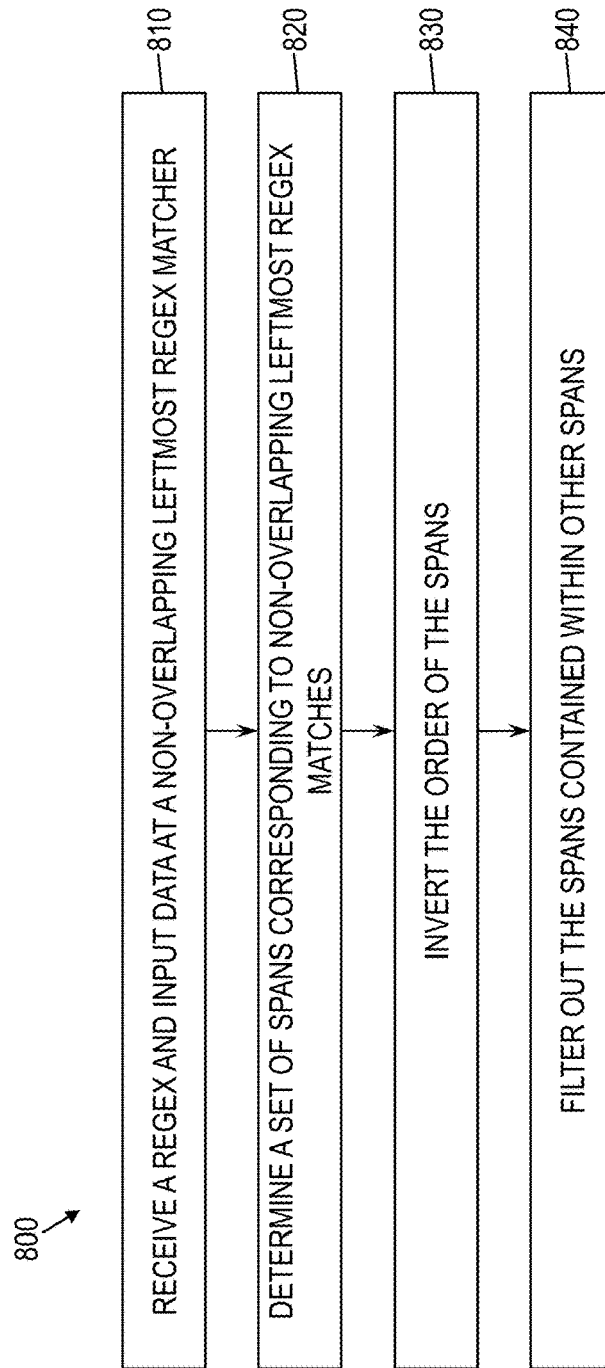 800
RECEIVE A REGEX AND INPUT DATA AT A NON-OVERLAPPING LEFTMOST REGEX MATCHER
810
DETERMINE A SET OF SPANS CORRESPONDING TO NON-OVERLAPPING LEFTMOST REGEX
MATCHES
820
INVERT THE ORDER OF THE SPANS
830
FILTER OUT THE SPANS CONTAINED WITHIN OTHER SPANS
840